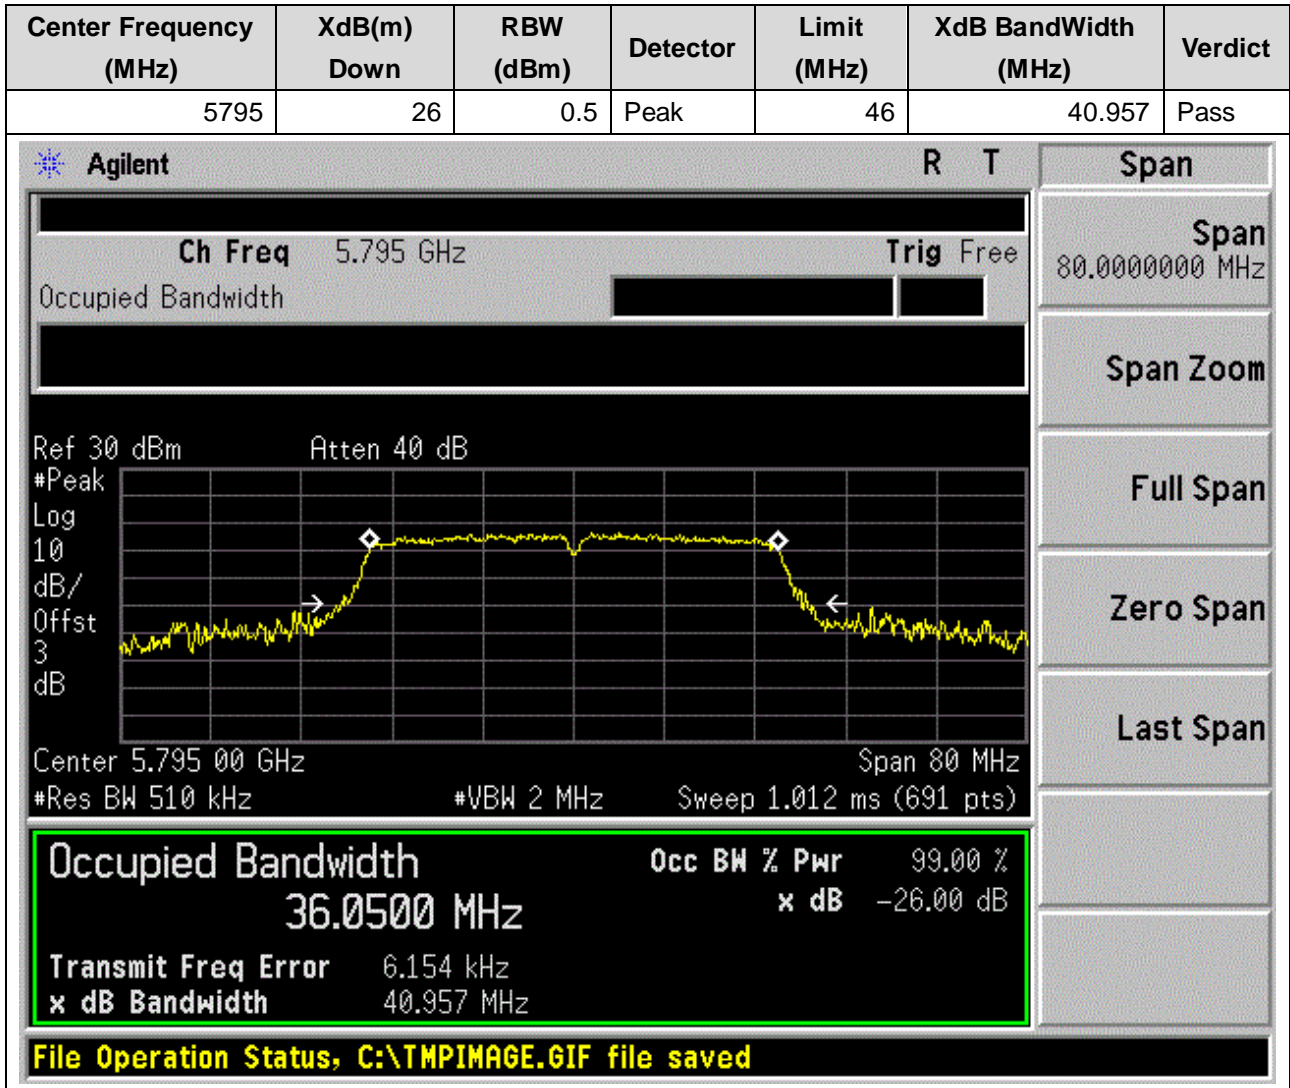 Center Frequency (MHz) XdB(m) Down RBW (dBm) Detector Limit (MHz) XdB BandWidth (MHz) Verdict
5795 26 0.5 Peak 46 40.957 Pass
Agilent R T Span
Ch Freq 5.795 GHz Trig Free
Occupied Bandwidth
Span
80.0000000 MHz
Span Zoom
Full Span
Zero Span
Last Span
Ref 30 dBm Atten 40 dB
#Peak
Log
10
dB/
Offst
3
dB
Center 5.795 00 GHz Span 80 MHz
#Res BW 510 kHz #VBW 2 MHz Sweep 1.012 ms (691 pts)
Occupied Bandwidth Occ BW % Pwr 99.00 %
36.0500 MHz x dB -26.00 dB
Transmit Freq Error 6.154 kHz
x dB Bandwidth 40.957 MHz
File Operation Status, C:\TMPIMAGE.GIF file saved